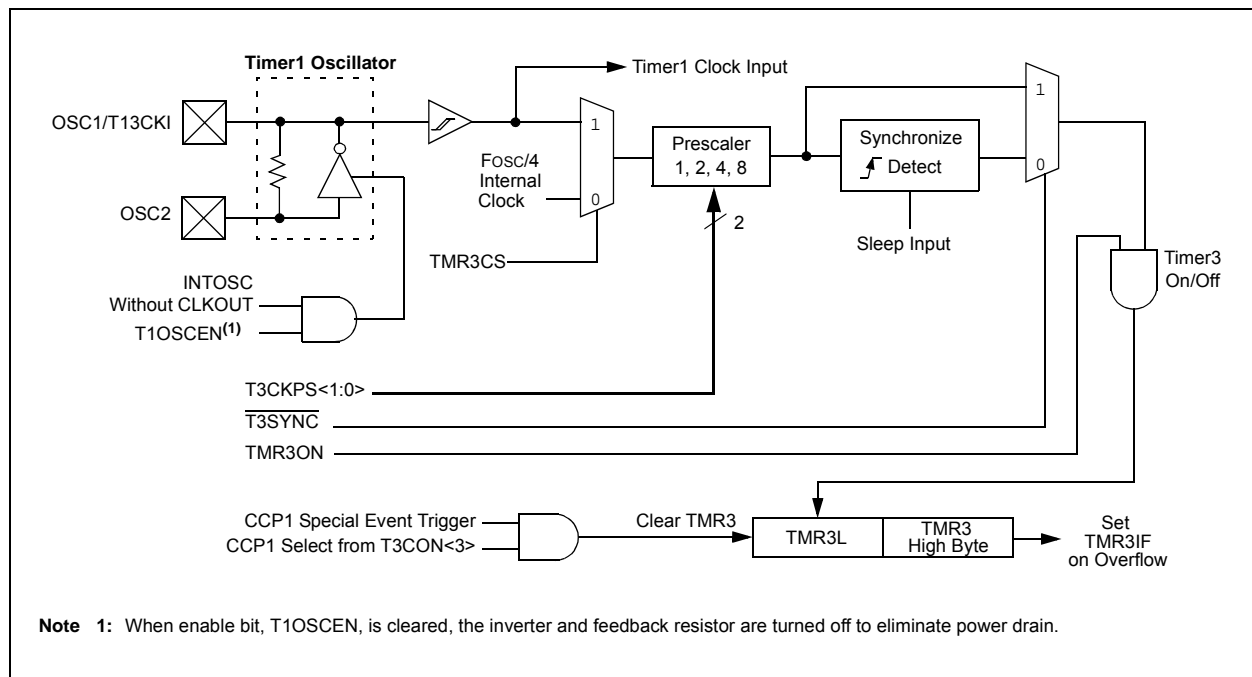 Timer1 Oscillator
Timer1 Clock Input
OSC1/T13CKI
OSC2
1
0
FOSC/4
Internal
Clock
TMR3CS
Prescaler
1, 2, 4, 8
2
Synchronize
Detect
Sleep Input
1
0
Timer3
On/Off
INTOSC
Without CLKOUT
T1OSCEN(1)
T3CKPS<1:0>
T3SYNC
TMR3ON
CCP1 Special Event Trigger
CCP1 Select from T3CON<3>
Clear TMR3
TMR3L
TMR3
High Byte
Set
TMR3IF
on Overflow
Note 1: When enable bit, T1OSCEN, is cleared, the inverter and feedback resistor are turned off to eliminate power drain.